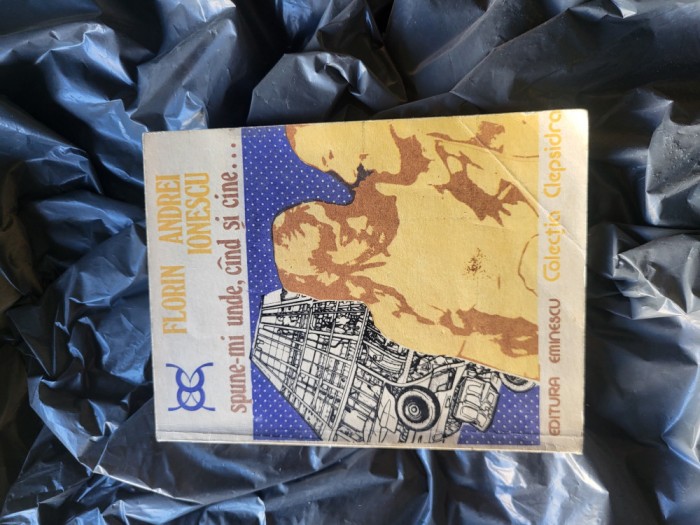 FLORIN ANDREI
IONESCU
spune-mi unde, cînd și cine...
EDITURA EMINESCU
Colecția Clepsidra